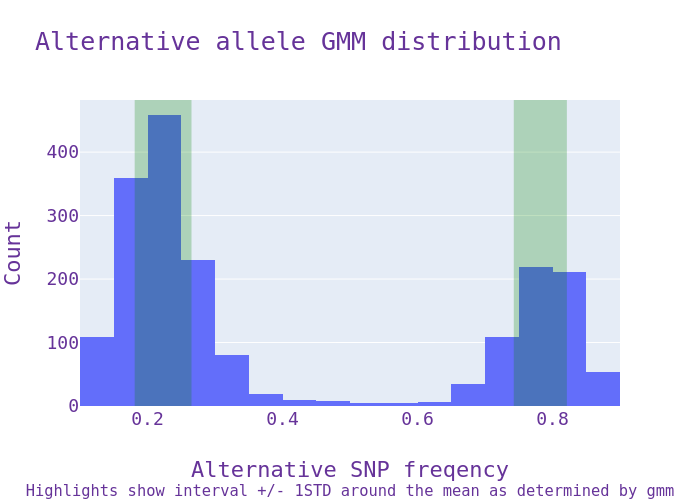 Alternative allele GMM distribution
Count
400
300
200
100
0
0.2 0.4 0.6 0.8
Alternative SNP freqency
Highlights show interval +/- 1STD around the mean as determined by gmm